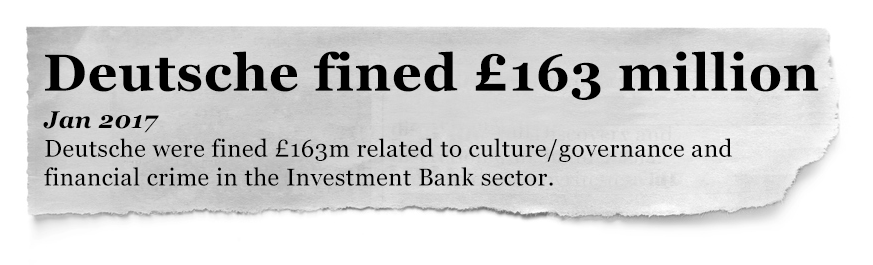 Deutsche fined £163 million
Jan 2017
Deutsche were fined £163m related to culture/governance and
financial crime in the Investment Bank sector.